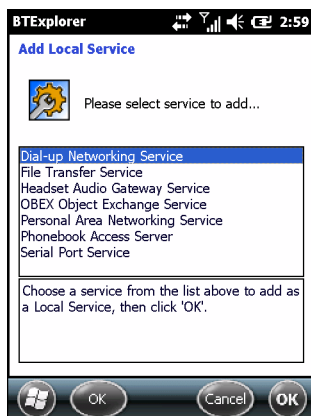 BTExplorer 2:59
Add Local Service
Please select service to add...
Dial-up Networking Service
File Transfer Service
Headset Audio Gateway Service
OBEX Object Exchange Service
Personal Area Networking Service
Phonebook Access Server
Serial Port Service
Choose a service from the list above to add as
a Local Service, then click 'OK'.
OK Cancel OK